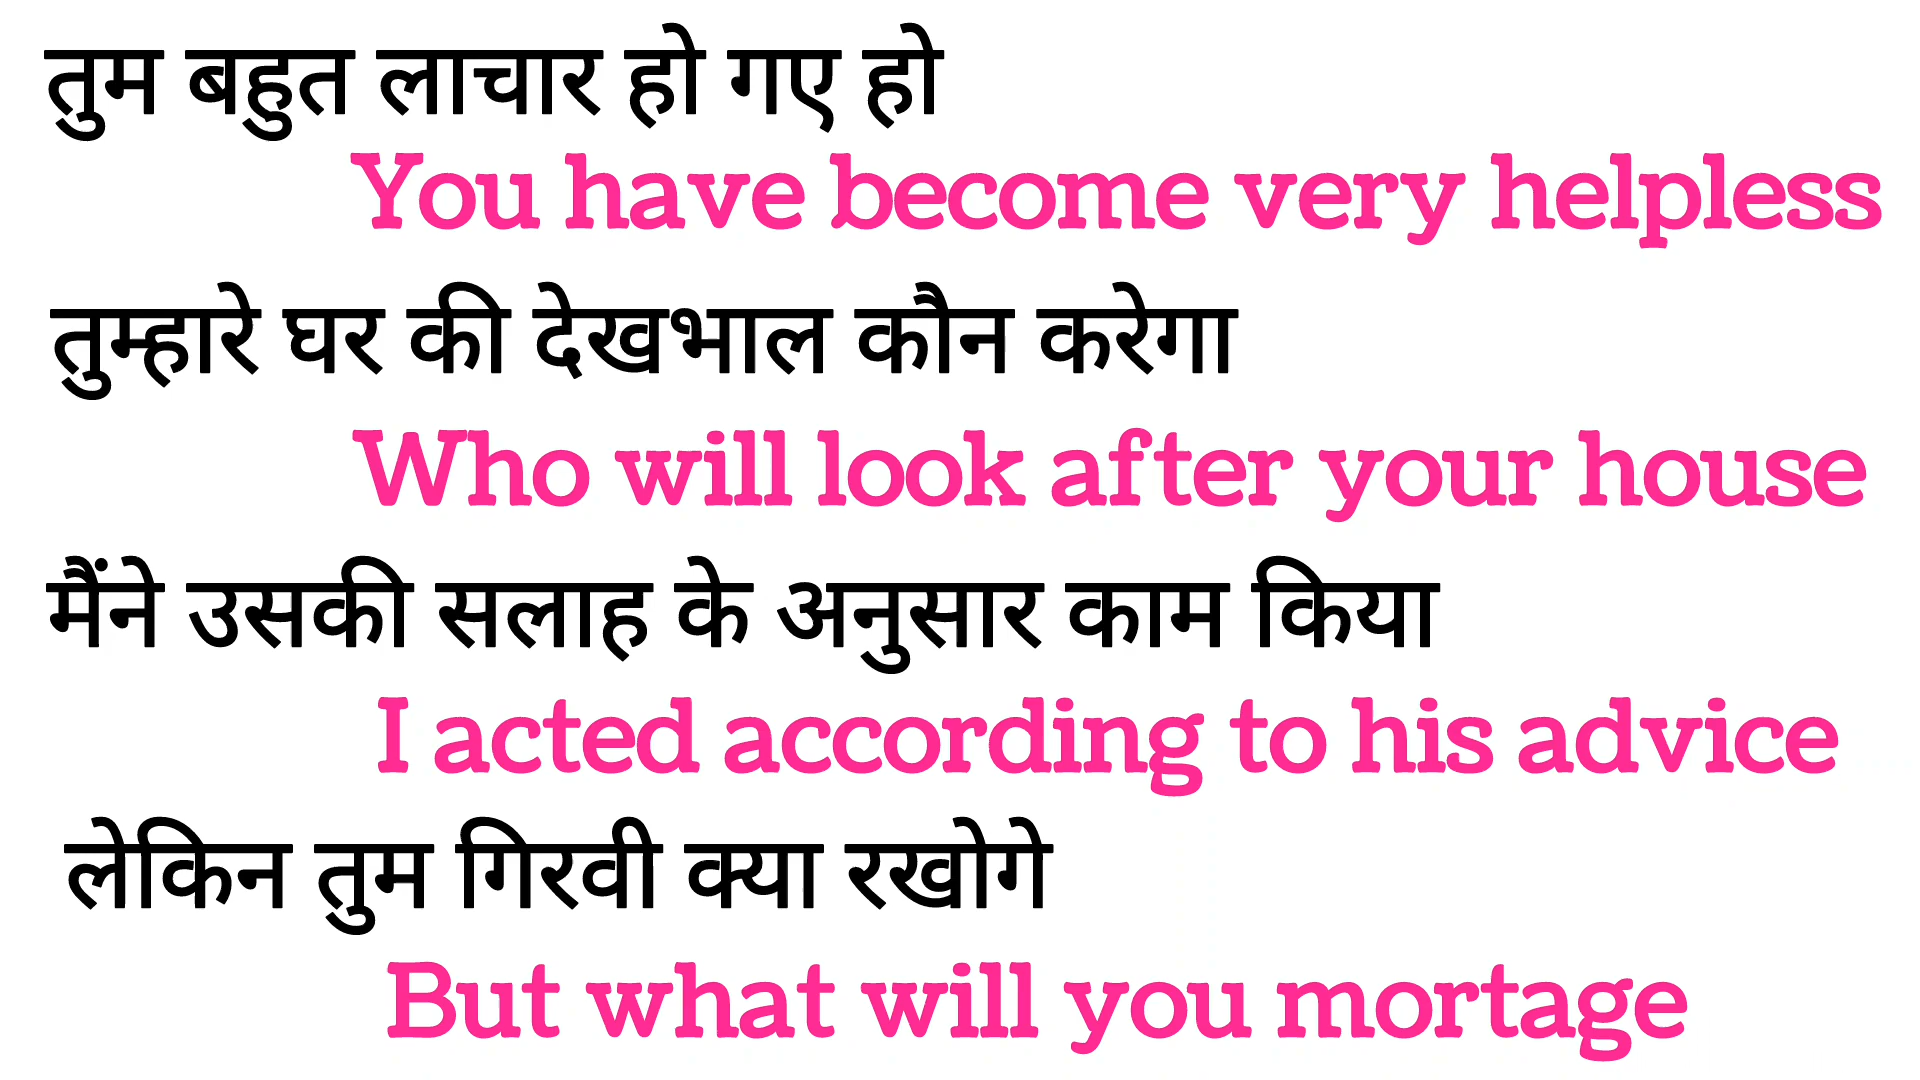 तुम बहुत लाचार हो गए हो
You have become very helpless
तुम्हारे घर की देखभाल कौन करेगा
Who will look after your house
मैंने उसकी सलाह के अनुसार काम किया
I acted according to his advice
लेकिन तुम गिरवी क्या रखोगे
But what will you mortage